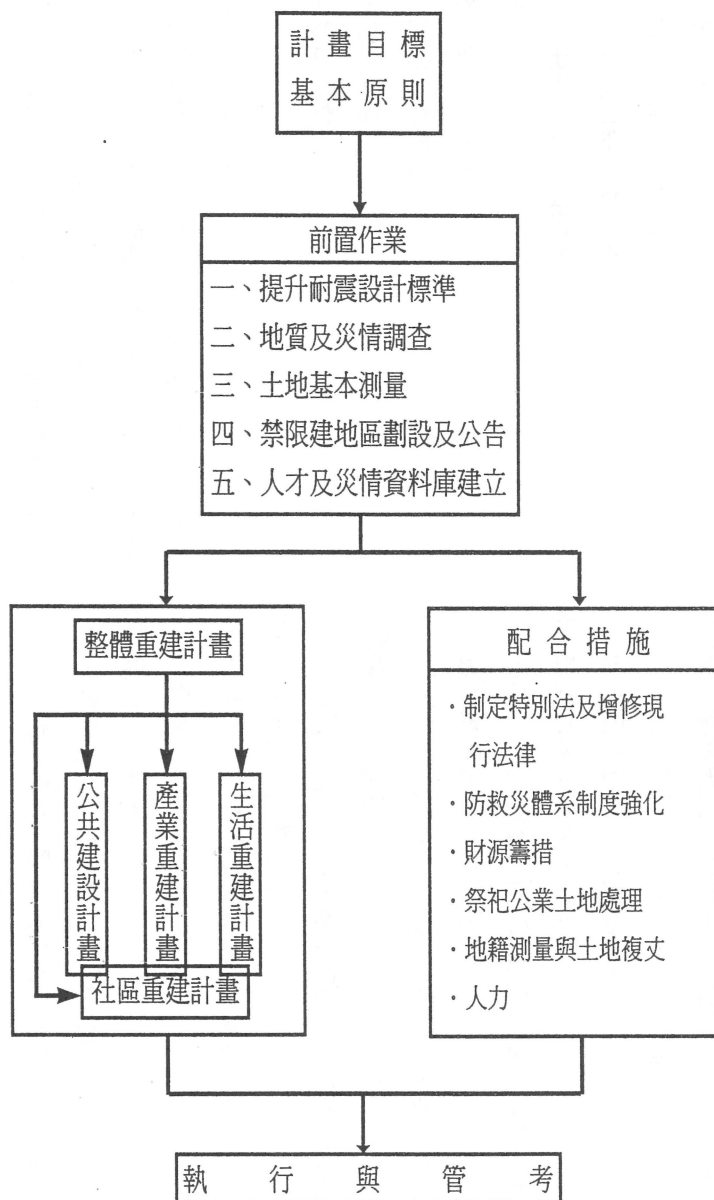 計畫目標
基本原則
前置作業
一、提升耐震設計標準
二、地質及災情調查
三、土地基本測量
四、禁限建地區劃設及公告
五、人才及災情資料庫建立
整體重建計畫
公共建設計畫
產業重建計畫
生活重建計畫
社區重建計畫
配合措施
·制定特別法及增修現
行法律
·防救災體系制度強化
·財源籌措
·祭祀公業土地處理
·地籍測量與土地複丈
·人力
執行與管考